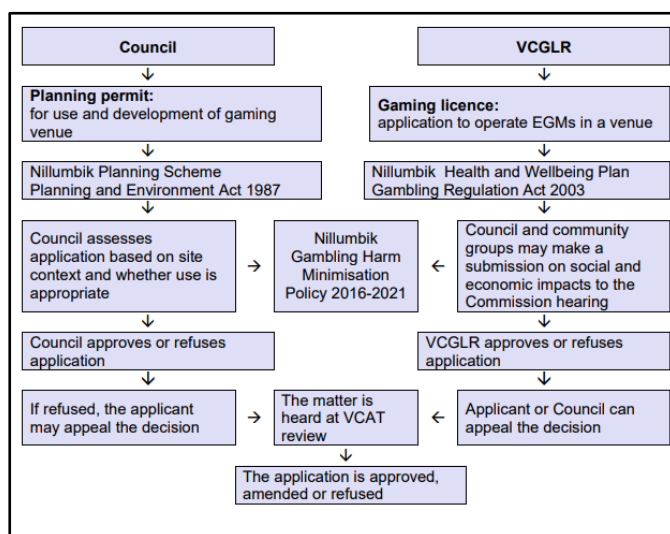 Council
VCGLR
Planning permit:
for use and development of gaming
venue
Gaming licence:
application to operate EGMs in a venue
Nillumbik Planning Scheme
Planning and Environment Act 1987
Nillumbik Health and Wellbeing Plan
Gambling Regulation Act 2003
Council assesses
application based on site
context and whether use is
appropriate
Nillumbik
Gambling Harm
Minimisation
Policy 2016-2021
Council and community
groups may make a
submission on social and
economic impacts to the
Commission hearing
Council approves or refuses
application
VCGLR approves or refuses
application
If refused, the applicant
may appeal the decision
The matter is
heard at VCAT
review
Applicant or Council can
appeal the decision
The application is approved,
amended or refused